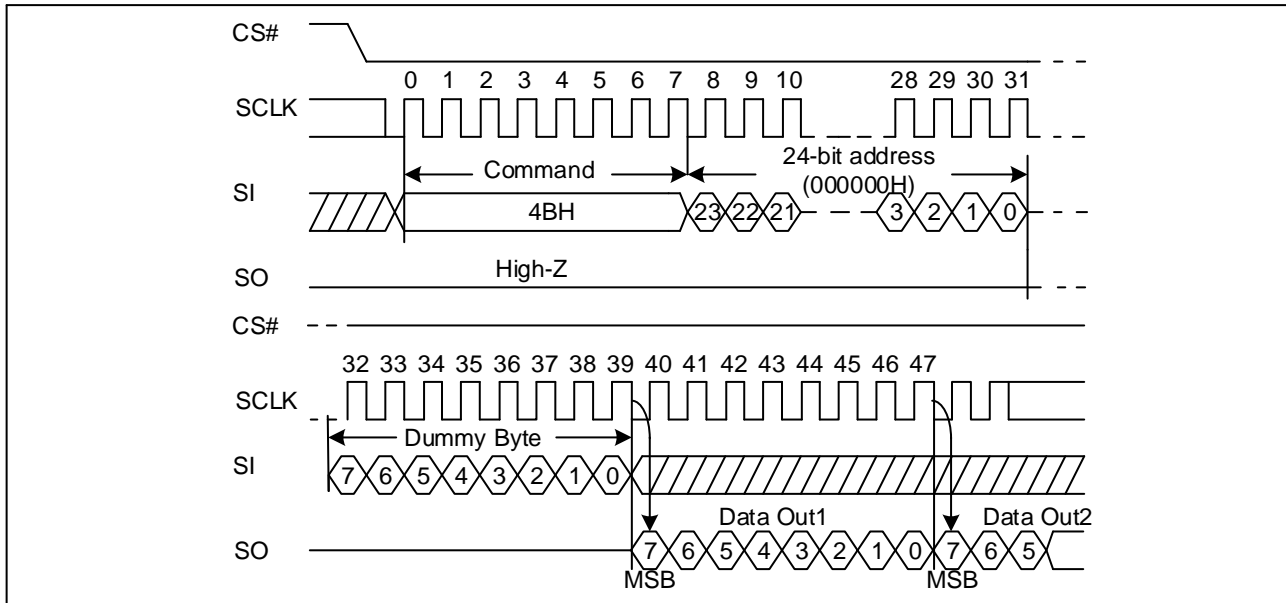 CS#
0 1 2 3 4 5 6 7 8 9 10 28 29 30 31
SCLK
Command
24-bit address
(000000H)
SI
4BH
23 22 21 3 2 1 0
SO
High-Z
CS#
32 33 34 35 36 37 38 39 40 41 42 43 44 45 46 47
SCLK
Dummy Byte
SI
7 6 5 4 3 2 1 0
Data Out1 Data Out2
SO
7 6 5 4 3 2 1 0 7 6 5
MSB MSB